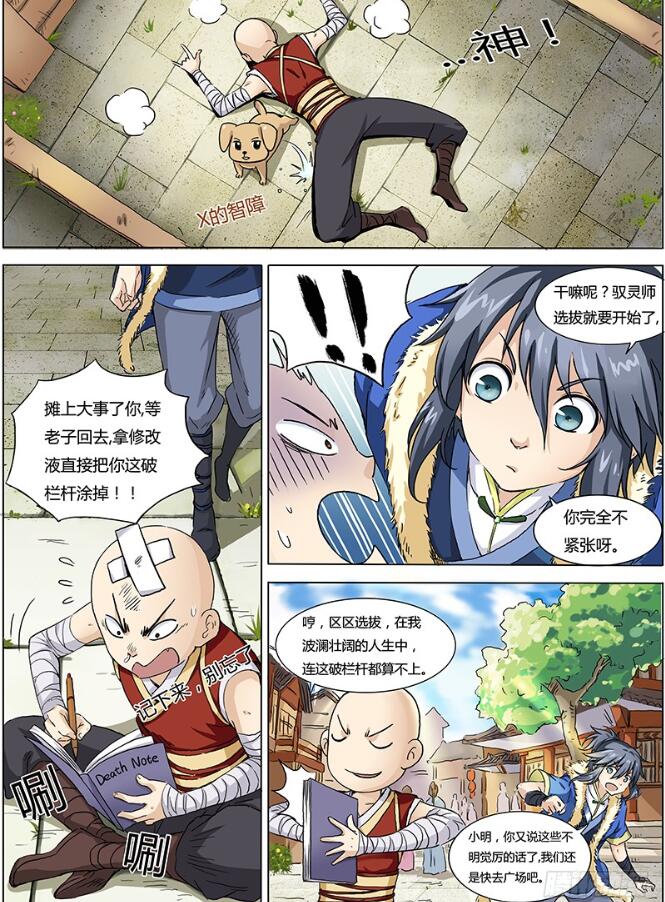 ...神！
X的智障
摊上大事了你,等
老子回去,拿修改
液直接把你这破
栏杆涂掉！！
记下来，别忘了
Death Note
唰
唰
！！
干嘛呢？驭灵师
选拔就要开始了,
你完全不
紧张呀。
哼，区区选拔，在我
波澜壮阔的人生中，
连这破栏杆都算不上。
小明，你又说这些不
明觉厉的话了,我们还
是快去广场吧。